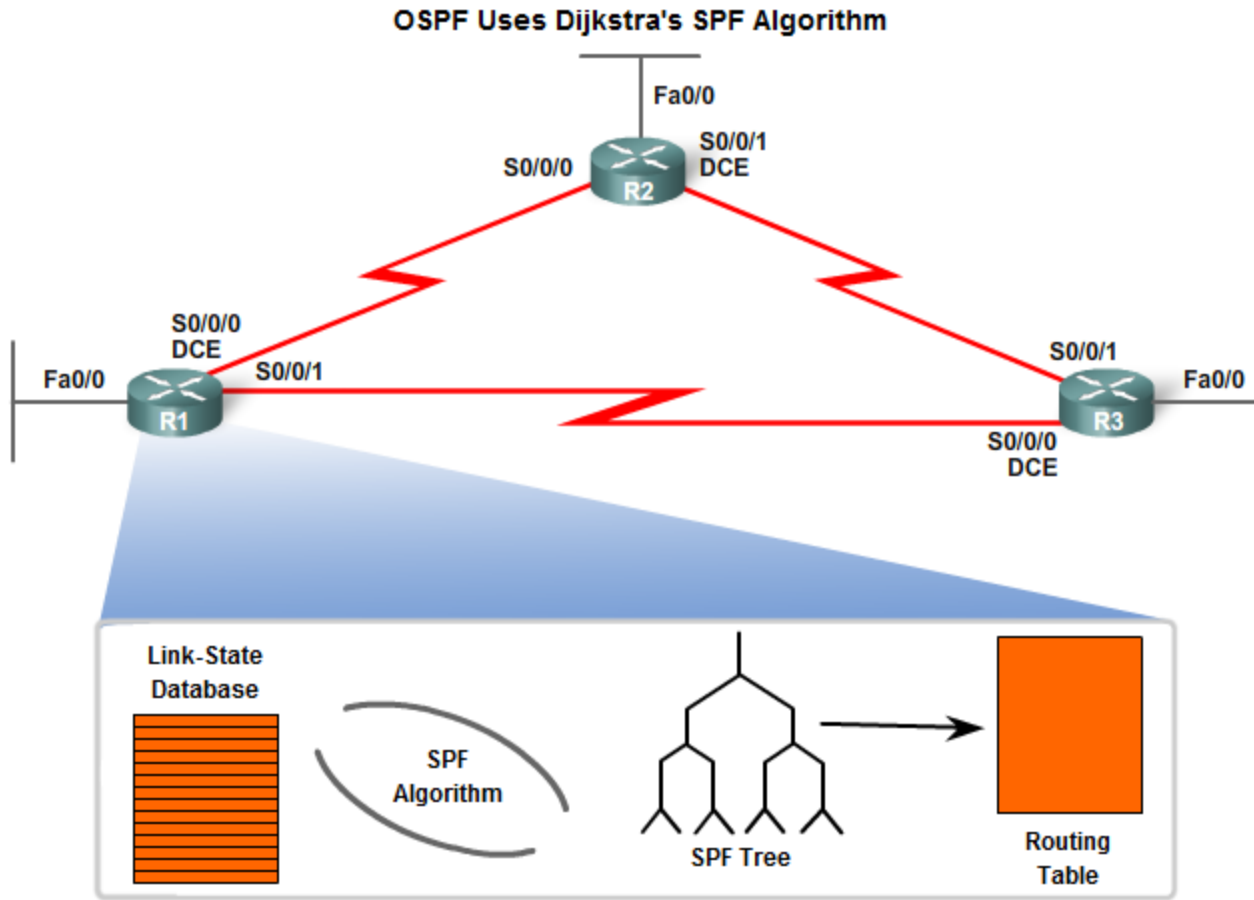 OSPF Uses Dijkstra's SPF Algorithm
Fa0/0
S0/0/0
S0/0/1
DCE
R2
S0/0/0
DCE
S0/0/1
Fa0/0
R1
S0/0/1
Fa0/0
R3
S0/0/0
DCE
Link-State
Database
SPF
Algorithm
SPF Tree
Routing
Table